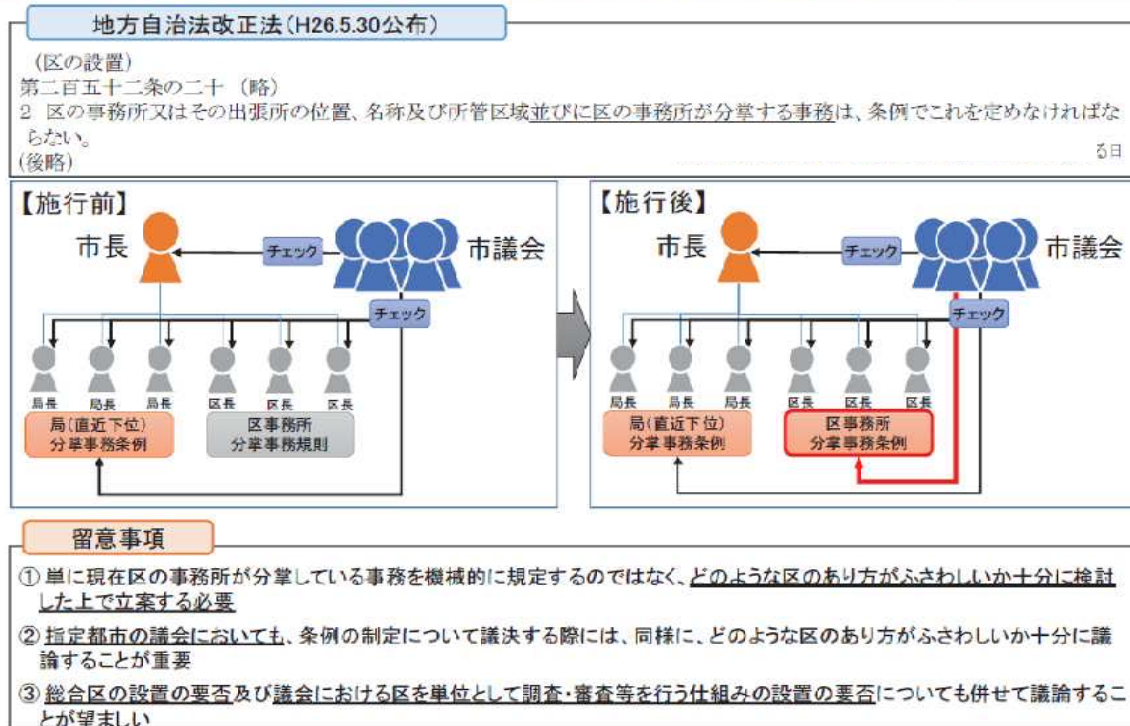 地方自治法改正法(H26.5.30公布)
(区の設置)
第二百五十二条の二十 (略)
2 区の事務所又はその出張所の位置、名称及び所管区域並びに区の事務所が分掌する事務は、条例でこれを定めなければな
らない。
る日
(後略)
【施行前】
市長
チェック
市議会
チェック
局長 局長 局長 区長 区長 区長
局(直近下位)
分掌事務条例
区事務所
分掌事務規則
【施行後】
市長
チェック
市議会
チェック
局長 局長 局長 区長 区長 区長
局(直近下位)
分掌事務条例
区事務所
分掌事務条例
留意事項
① 単に現在区の事務所が分掌している事務を機械的に規定するのではなく、どのような区のあり方がふさわしいか十分に検討
した上で立案する必要
② 指定都市の議会においても、条例の制定について議決する際には、同様に、どのような区のあり方がふさわしいか十分に議
論することが重要
③ 総合区の設置の要否及び議会における区を単位として調査・審査等を行う仕組みの設置の要否についても併せて議論するこ
とが望ましい